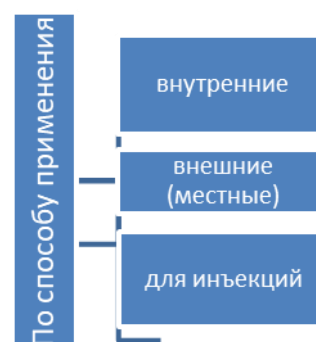 По способу применения
внутренние
внешние
(местные)
для инъекций